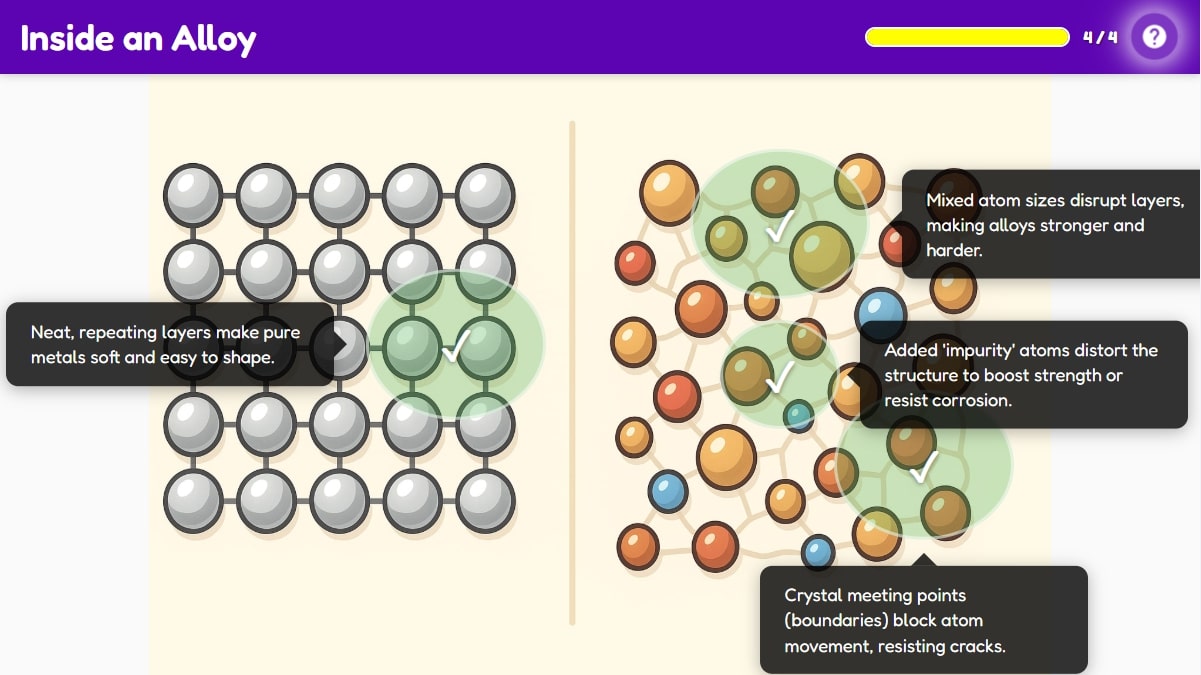 Inside an Alloy
4/4
?
Mixed atom sizes disrupt layers,
making alloys stronger and
harder.
Neat, repeating layers make pure
metals soft and easy to shape.
Added 'impurity' atoms distort the
structure to boost strength or
resist corrosion.
Crystal meeting points
(boundaries) block atom
movement, resisting cracks.